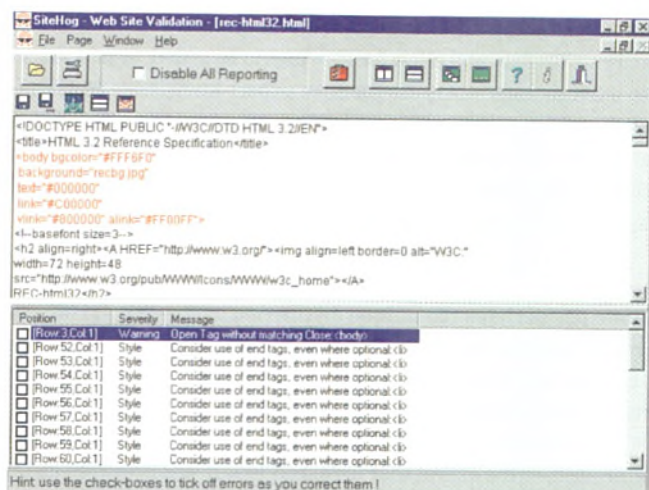 SiteHog - Web Site Validation - [rec-html32.html]
File Page Window Help
Disable All Reporting
<!DOCTYPE HTML PUBLIC "-//W3C//DTD HTML 3.2//EN">
<title>HTML 3.2 Reference Specification</title>
<body bgcolor="#FFF6F0"
background="recbg.jpg"
text="#000000"
link="#C00000"
vlink="#800000" alink="#FF00FF">
<!--basefont size=3-->
<h2 align=right><A HREF="http://www.w3.org/"><img align=left border=0 alt="W3C:"
width=72 height=48
src="http://www.w3.org/pub/WWW/Icons/WWW/w3c_home"></A>
REC-html32</h2>
Position Severity Message
[Row:3,Col:1] Warning Open Tag without matching Close:<body>
[Row:52,Col:1] Style Consider use of end tags, even where optional:<li>
[Row:53,Col:1] Style Consider use of end tags, even where optional:<li>
[Row:54,Col:1] Style Consider use of end tags, even where optional:<li>
[Row:55,Col:1] Style Consider use of end tags, even where optional:<li>
[Row:56,Col:1] Style Consider use of end tags, even where optional:<li>
[Row:57,Col:1] Style Consider use of end tags, even where optional:<li>
[Row:58,Col:1] Style Consider use of end tags, even where optional:<li>
[Row:59,Col:1] Style Consider use of end tags, even where optional:<li>
[Row:60,Col:1] Style Consider use of end tags, even where optional:<li>
Hint use the check-boxes to tick off errors as you correct them !